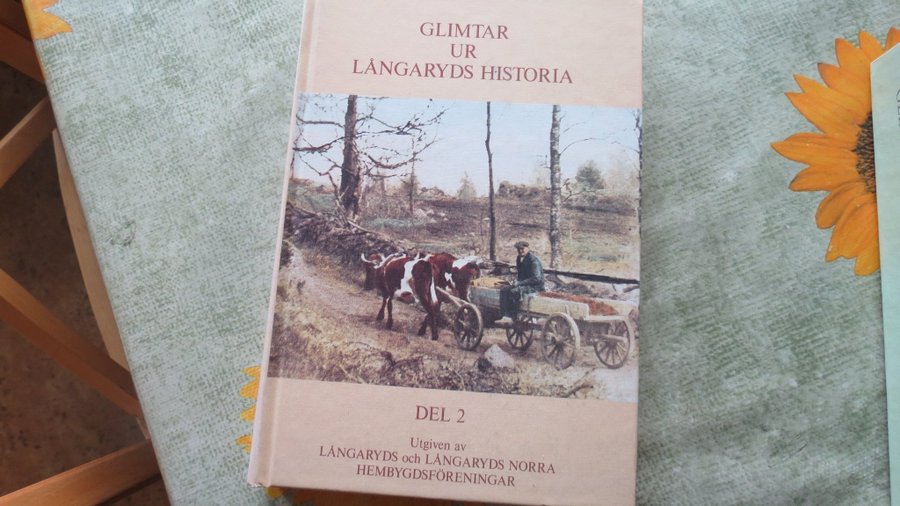 GLIMTAR
UR
LÅNGARYDS HISTORIA
DEL 2
Utgiven av
LÅNGARYDS och LÅNGARYDS NORRA
HEMBYGDSFÖRENINGAR